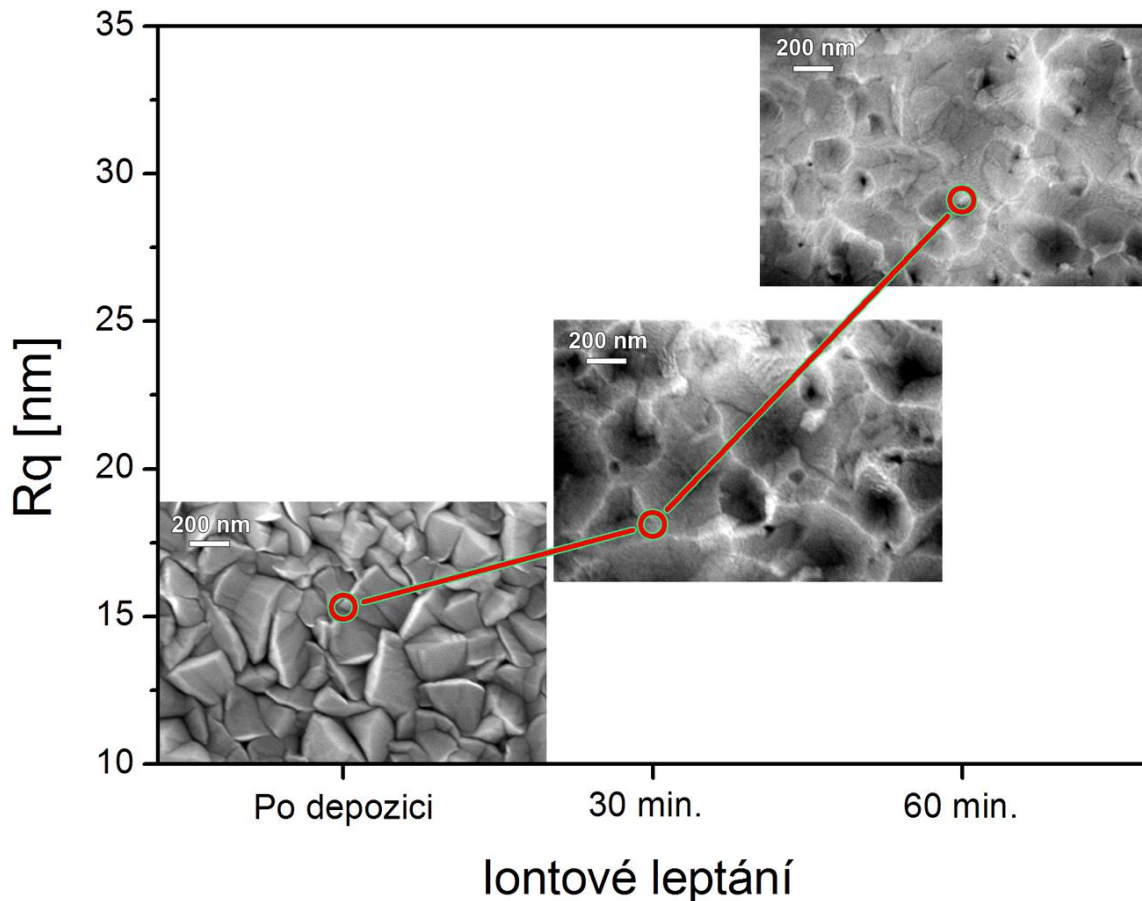 35
200 nm
30
25
200 nm
20
200 nm
15
10
Rq [nm]
Po depozici
30 min.
60 min.
Iontové leptání